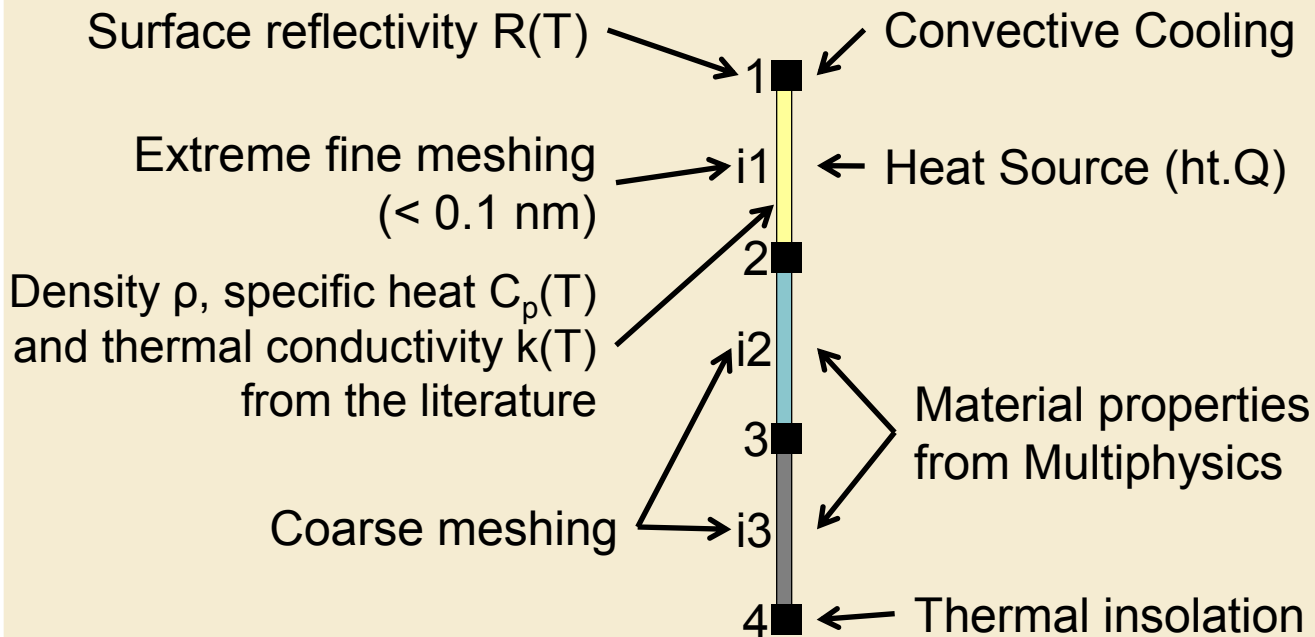 Surface reflectivity R(T)
Convective Cooling
1
Extreme fine meshing
(< 0.1 nm)
i1
Heat Source (ht.Q)
2
Density ρ, specific heat Cp(T)
and thermal conductivity k(T)
from the literature
i2
Material properties
from Multiphysics
3
Coarse meshing
i3
4
Thermal insolation